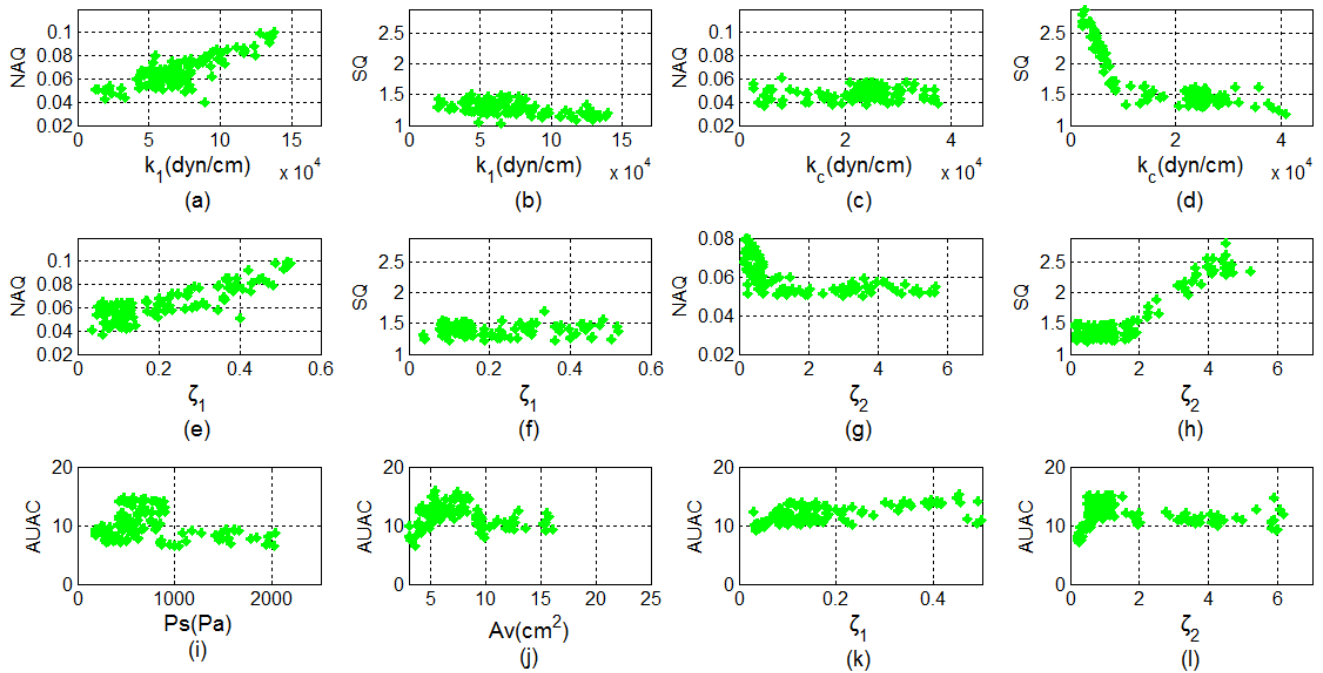 NAQ
0.1
0.08
0.06
0.04
0.02
0 5 10 15
k1(dyn/cm)
x 10^4
(a)
SQ
2.5
2
1.5
1
0 5 10 15
k1(dyn/cm)
x 10^4
(b)
NAQ
0.1
0.08
0.06
0.04
0.02
0 2 4
kc(dyn/cm)
x 10^4
(c)
SQ
2.5
2
1.5
1
0 2 4
kc(dyn/cm)
x 10^4
(d)
NAQ
0.1
0.08
0.06
0.04
0.02
0 0.2 0.4 0.6
ζ1
(e)
SQ
2.5
2
1.5
1
0 0.2 0.4 0.6
ζ1
(f)
NAQ
0.08
0.06
0.04
0.02
0 2 4 6
ζ2
(g)
SQ
2.5
2
1.5
1
0 2 4 6
ζ2
(h)
AUAC
20
10
0
0 1000 2000
Ps(Pa)
(i)
AUAC
20
10
0
5 10 15 20 25
Av(cm2)
(j)
AUAC
20
10
0
0 0.2 0.4
ζ1
(k)
AUAC
20
10
0
0 2 4 6
ζ2
(l)